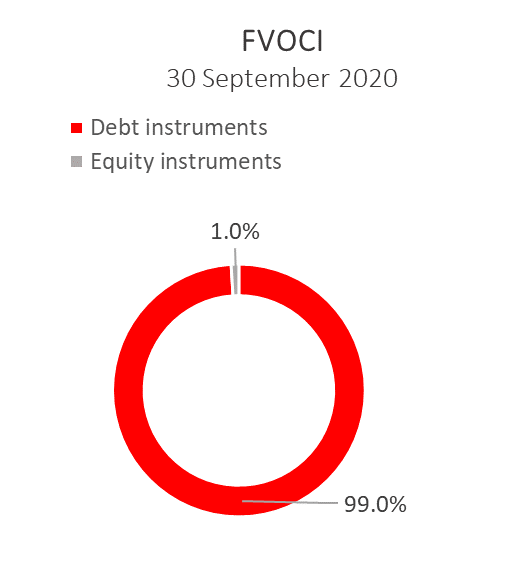 FVOCI
30 September 2020
Debt instruments
Equity instruments
1.0%
99.0%